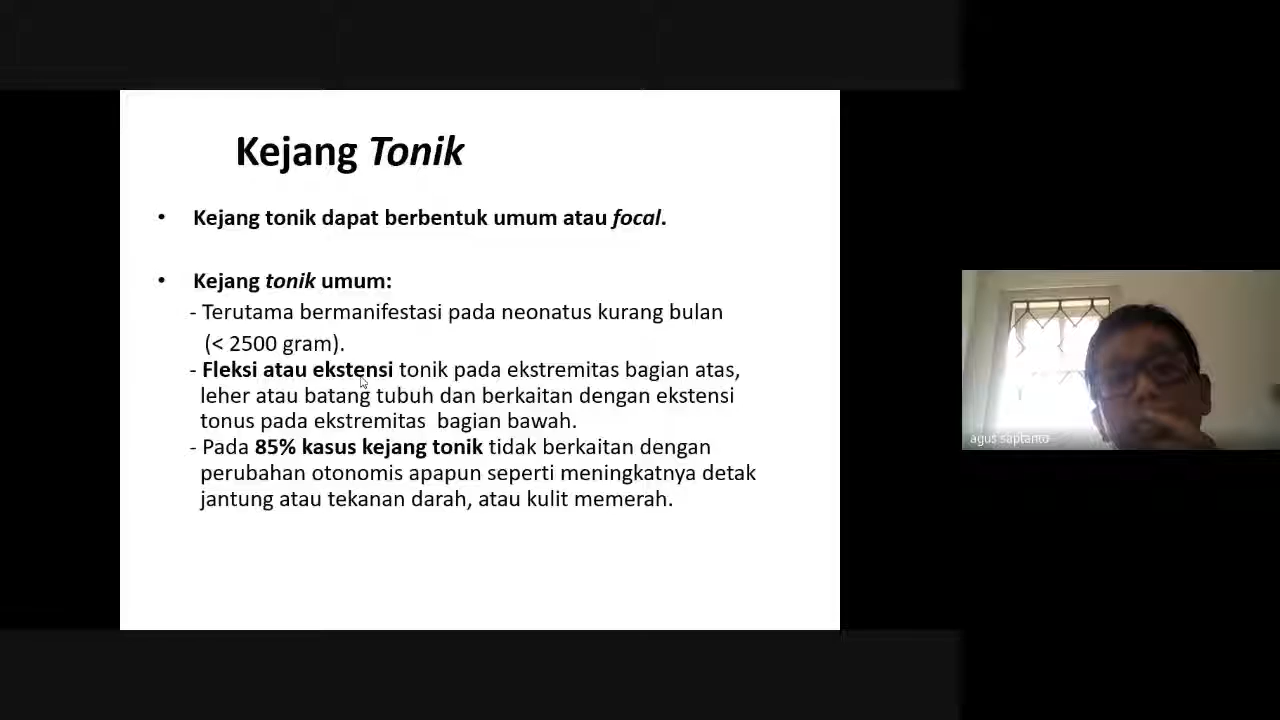 Kejang Tonik
• Kejang tonik dapat berbentuk umum atau focal.
• Kejang tonik umum:
- Terutama bermanifestasi pada neonatus kurang bulan
(< 2500 gram).
- Fleksi atau ekstensi tonik pada ekstremitas bagian atas,
leher atau batang tubuh dan berkaitan dengan ekstensi
tonus pada ekstremitas bagian bawah.
- Pada 85% kasus kejang tonik tidak berkaitan dengan
perubahan otonomis apapun seperti meningkatnya detak
jantung atau tekanan darah, atau kulit memerah.
agus saptanto